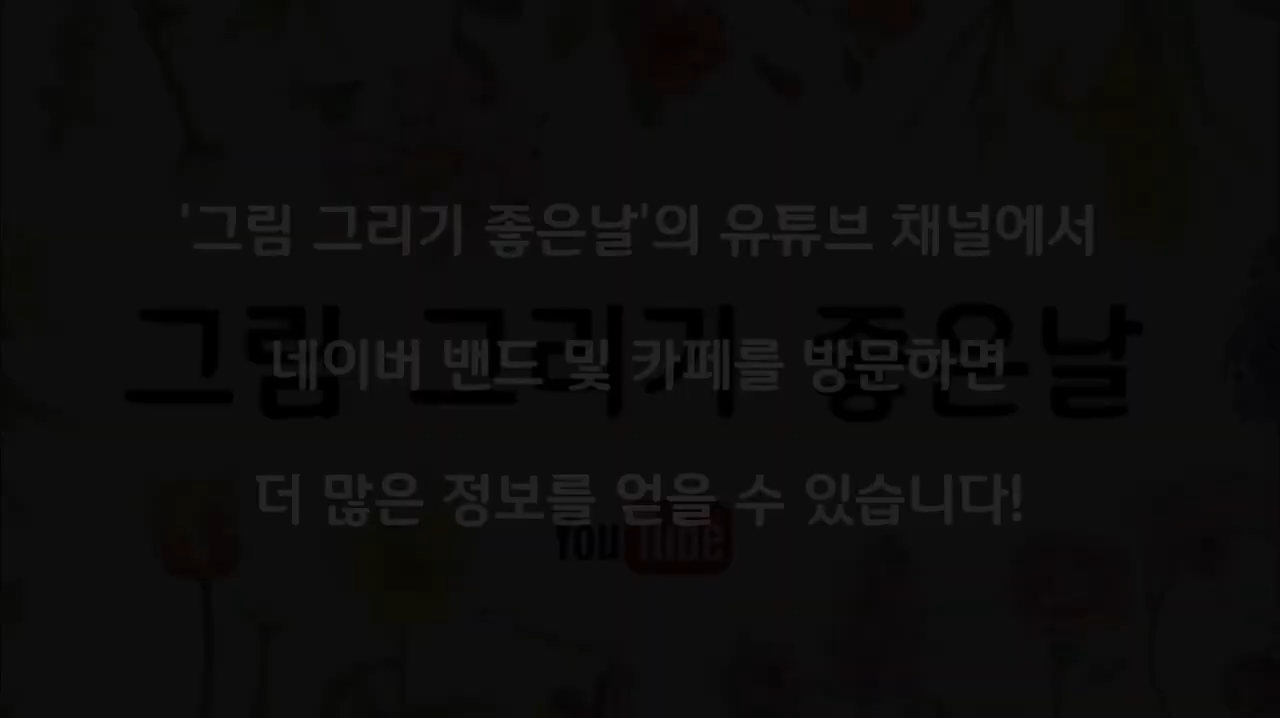 '그림 그리기 좋은날'의 유튜브 채널에서
그림 그리기 좋은날
네이버 밴드 및 카페를 방문하면
더 많은 정보를 얻을 수 있습니다!
YouTube